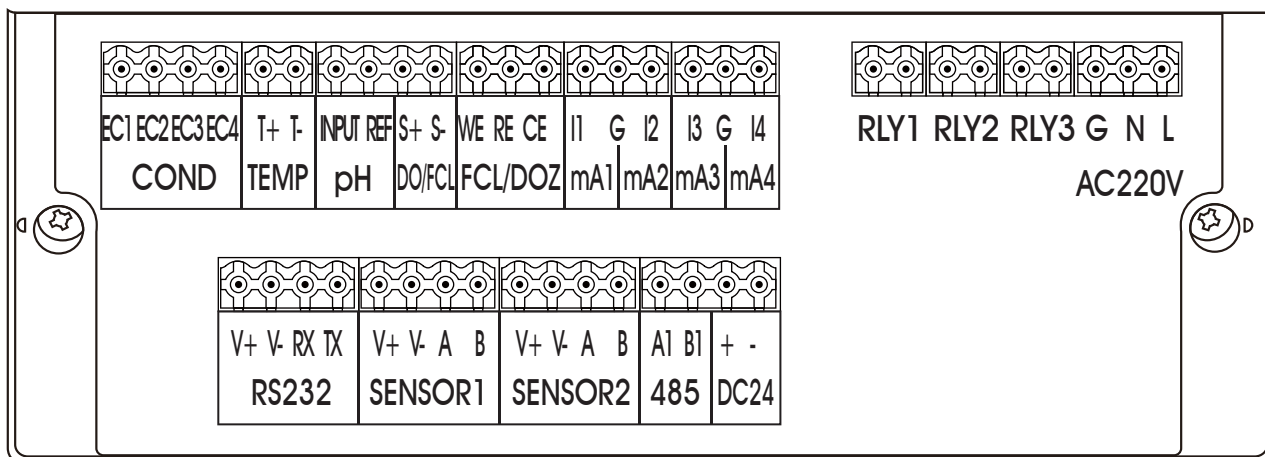 EC1 EC2 EC3 EC4 T+ T- INPUT REF S+ S- WE RE CE I1 G I2 I3 G I4 RLY1 RLY2 RLY3 G N L
COND TEMP pH DO/FCL FCL/DOZ mA1 mA2 mA3 mA4 AC220V
V+ V- RX TX V+ V- A B V+ V- A B A1 B1 + -
RS232 SENSOR1 SENSOR2 485 DC24